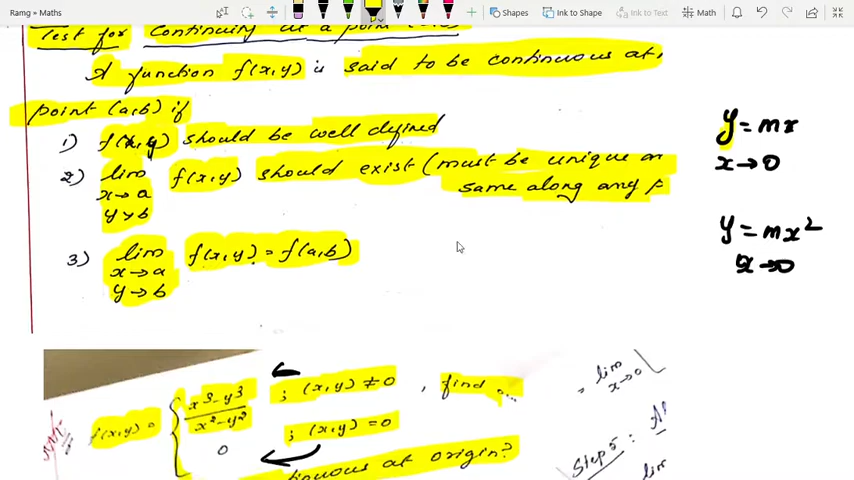 Ramg » Maths
Shapes
Ink to Shape
Ink to Text
Math
Test for Continuity at a point
A function f(x,y) is said to be continuous at
point (a,b) if
1) f(x,y) should be well defined
2) lim f(x,y) should exist (must be unique
x→a same along any
y→b
3) lim f(x,y) = f(a,b)
x→a
y→b
y = mx
x→0
y = mx²
x→0
f(x,y) = { x³-y³ / x²-y² ; (x,y) ≠ 0 , find
0 ; (x,y) = 0
continuous at origin?
= lim
x→0
Step 5:
lim